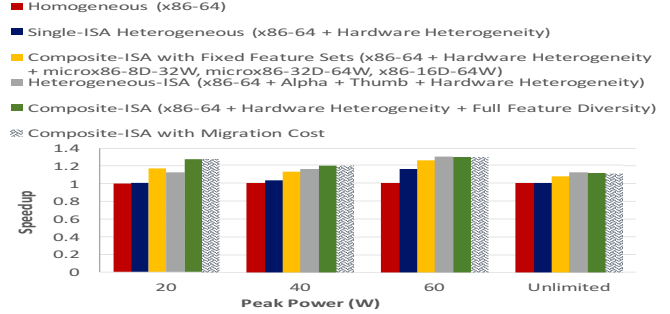 Homogeneous (x86-64)
Single-ISA Heterogeneous (x86-64 + Hardware Heterogeneity)
Composite-ISA with Fixed Feature Sets (x86-64 + Hardware Heterogeneity
+ microx86-8D-32W, microx86-32D-64W, x86-16D-64W)
Heterogeneous-ISA (x86-64 + Alpha + Thumb + Hardware Heterogeneity)
Composite-ISA (x86-64 + Hardware Heterogeneity + Full Feature Diversity)
Composite-ISA with Migration Cost
1.4
1.2
1
0.8
0.6
0.4
0.2
0
Speedup
20 40 60 Unlimited
Peak Power (W)